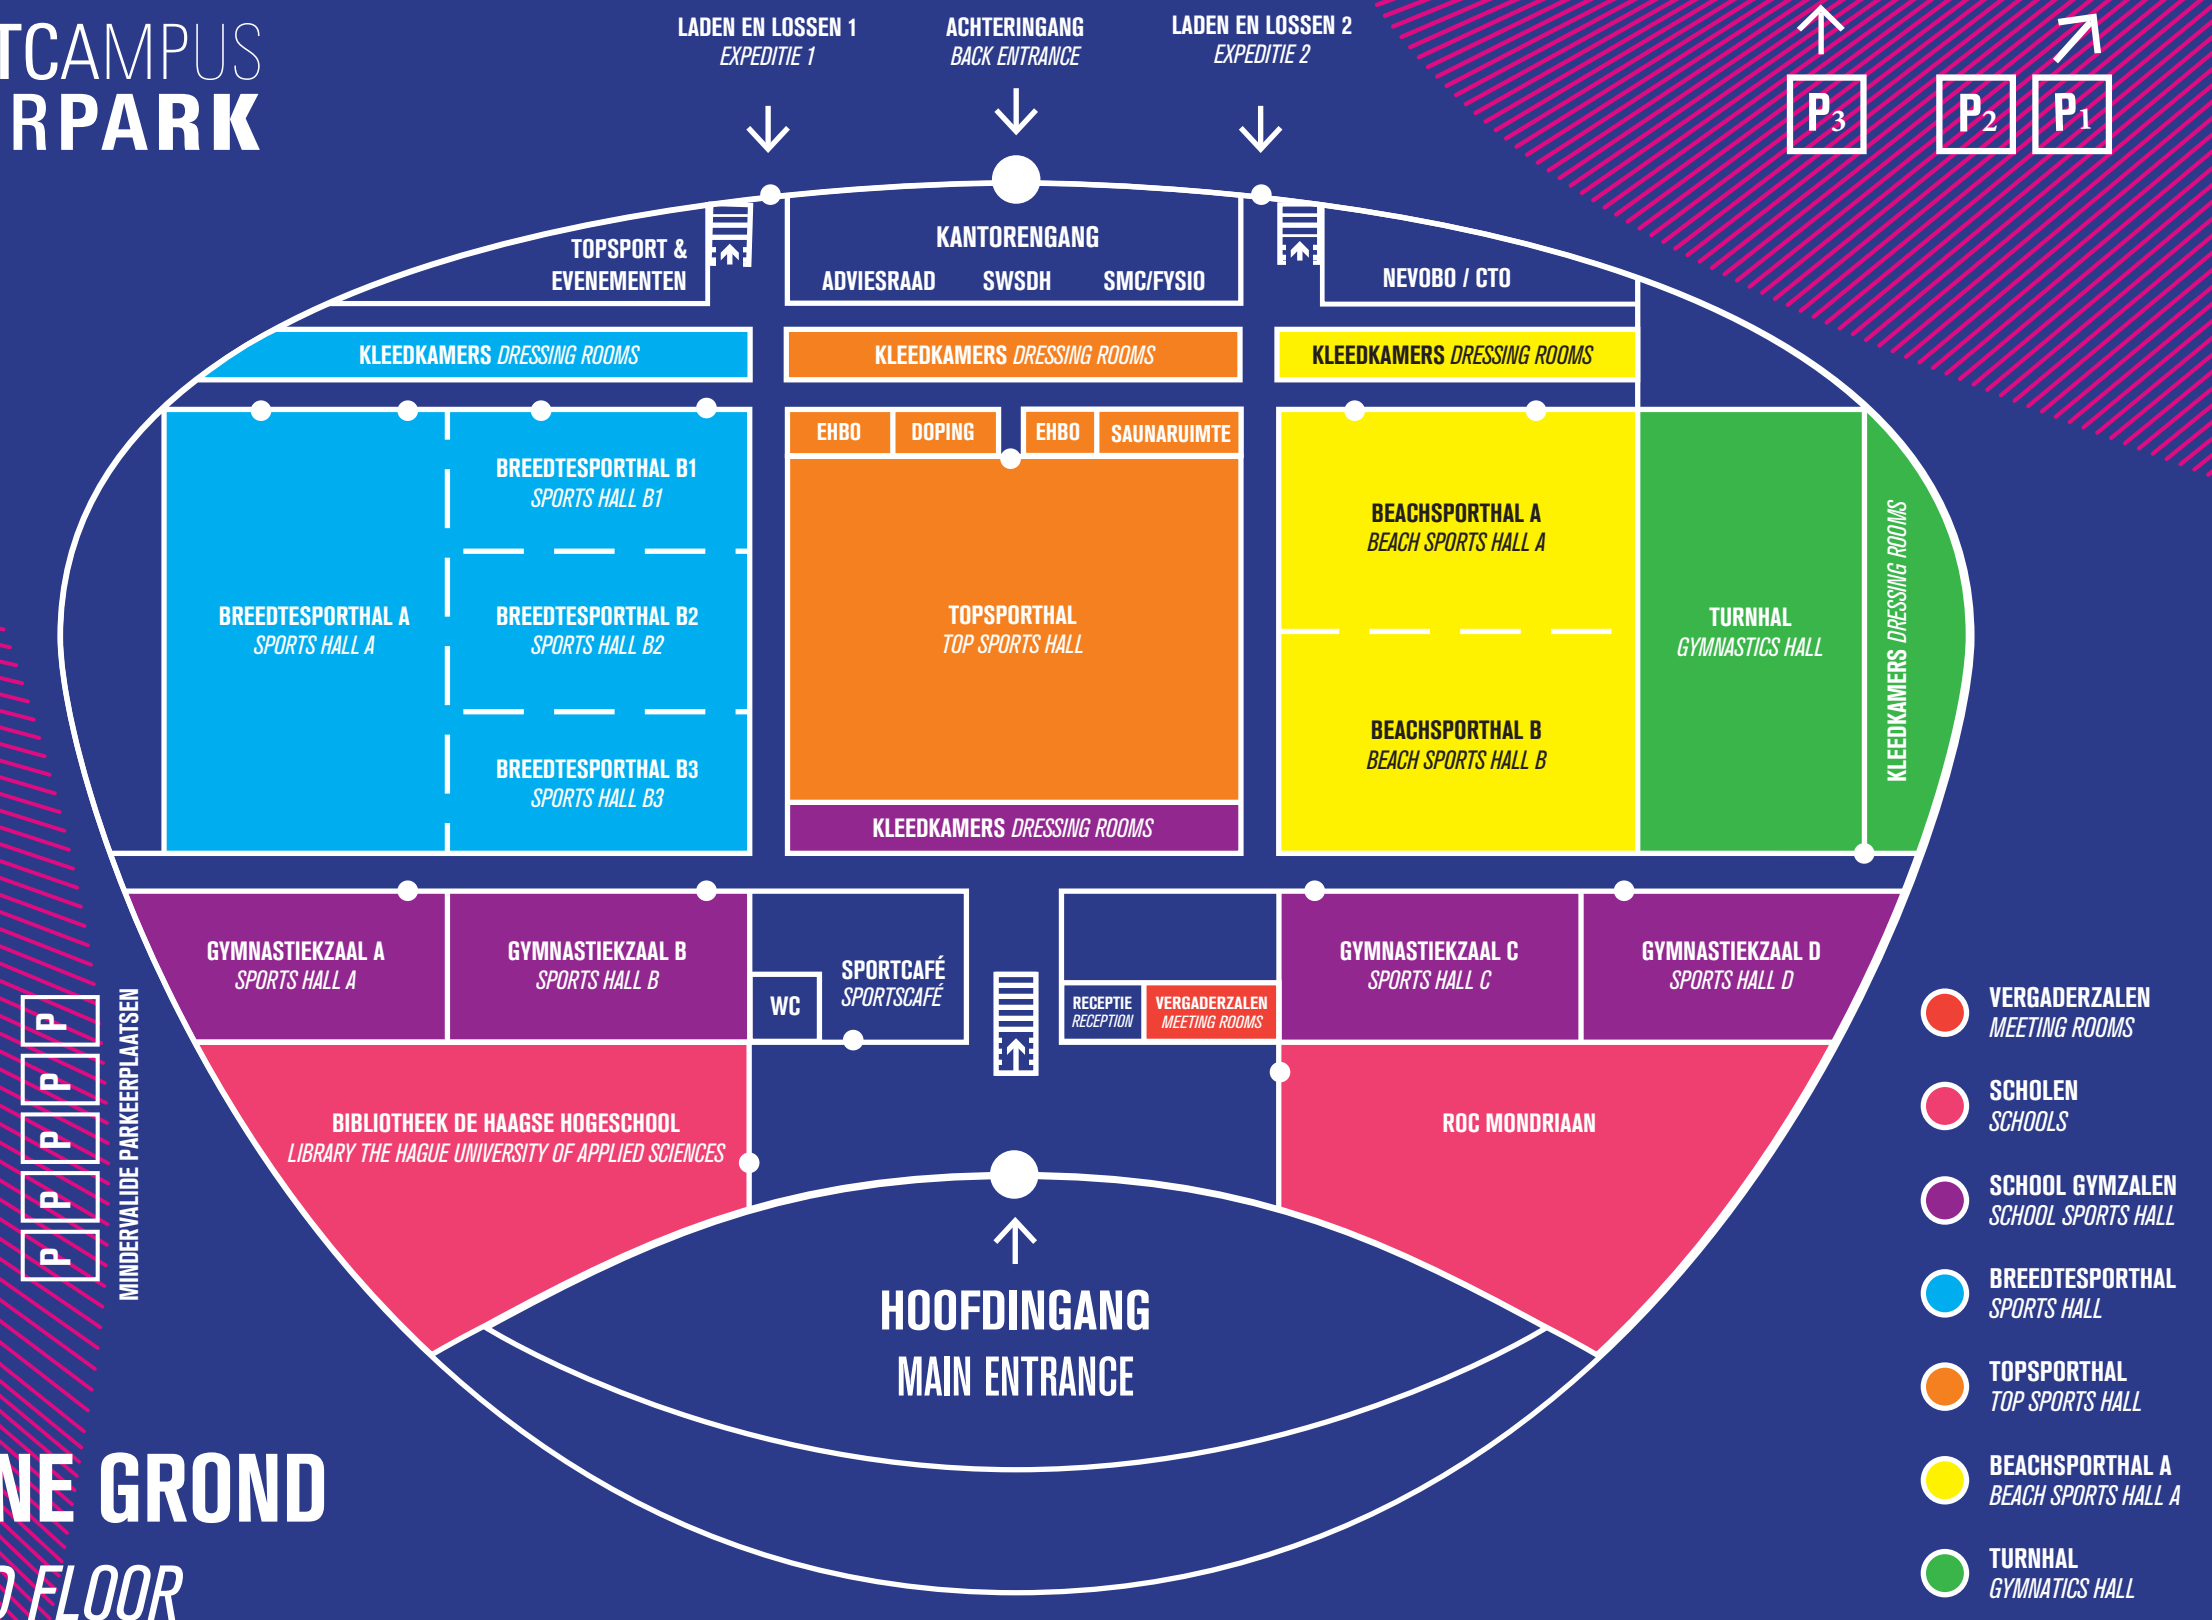 TCAMPUS
RPARK
LADEN EN LOSSEN 1
EXPEDITIE 1
ACHTERINGANG
BACK ENTRANCE
LADEN EN LOSSEN 2
EXPEDITIE 2
P3
P2
P1
TOPSPORT &
EVENEMENTEN
KANTORENGANG
ADVIESRAAD
SWSDH
SMC/FYSIO
NEVOBO / CTO
KLEEDKAMERS DRESSING ROOMS
KLEEDKAMERS DRESSING ROOMS
KLEEDKAMERS DRESSING ROOMS
EHBO
DOPING
EHBO
SAUNARUIMTE
BREEDTESPORTHAL A
SPORTS HALL A
BREEDTESPORTHAL B1
SPORTS HALL B1
BREEDTESPORTHAL B2
SPORTS HALL B2
BREEDTESPORTHAL B3
SPORTS HALL B3
TOPSPORTHAL
TOP SPORTS HALL
KLEEDKAMERS DRESSING ROOMS
BEACHSPORTHAL A
BEACH SPORTS HALL A
BEACHSPORTHAL B
BEACH SPORTS HALL B
TURNHAL
GYMNASTICS HALL
KLEEDKAMERS DRESSING ROOMS
GYMNASTIEKZAAL A
SPORTS HALL A
GYMNASTIEKZAAL B
SPORTS HALL B
WC
SPORTCAFÉ
SPORTSCAFÉ
RECEPTIE
RECEPTION
VERGADERZALEN
MEETING ROOMS
GYMNASTIEKZAAL C
SPORTS HALL C
GYMNASTIEKZAAL D
SPORTS HALL D
BIBLIOTHEEK DE HAAGSE HOGESCHOOL
LIBRARY THE HAGUE UNIVERSITY OF APPLIED SCIENCES
ROC MONDRIAAN
HOOFDINGANG
MAIN ENTRANCE
P
P
P
P
P
MINDERVALIDE PARKEERPLAATSEN
VERGADERZALEN
MEETING ROOMS
SCHOLEN
SCHOOLS
SCHOOL GYMZALEN
SCHOOL SPORTS HALL
BREEDTESPORTHAL
SPORTS HALL
TOPSPORTHAL
TOP SPORTS HALL
BEACHSPORTHAL A
BEACH SPORTS HALL A
TURNHAL
GYMNATICS HALL
NE GROND
D FLOOR